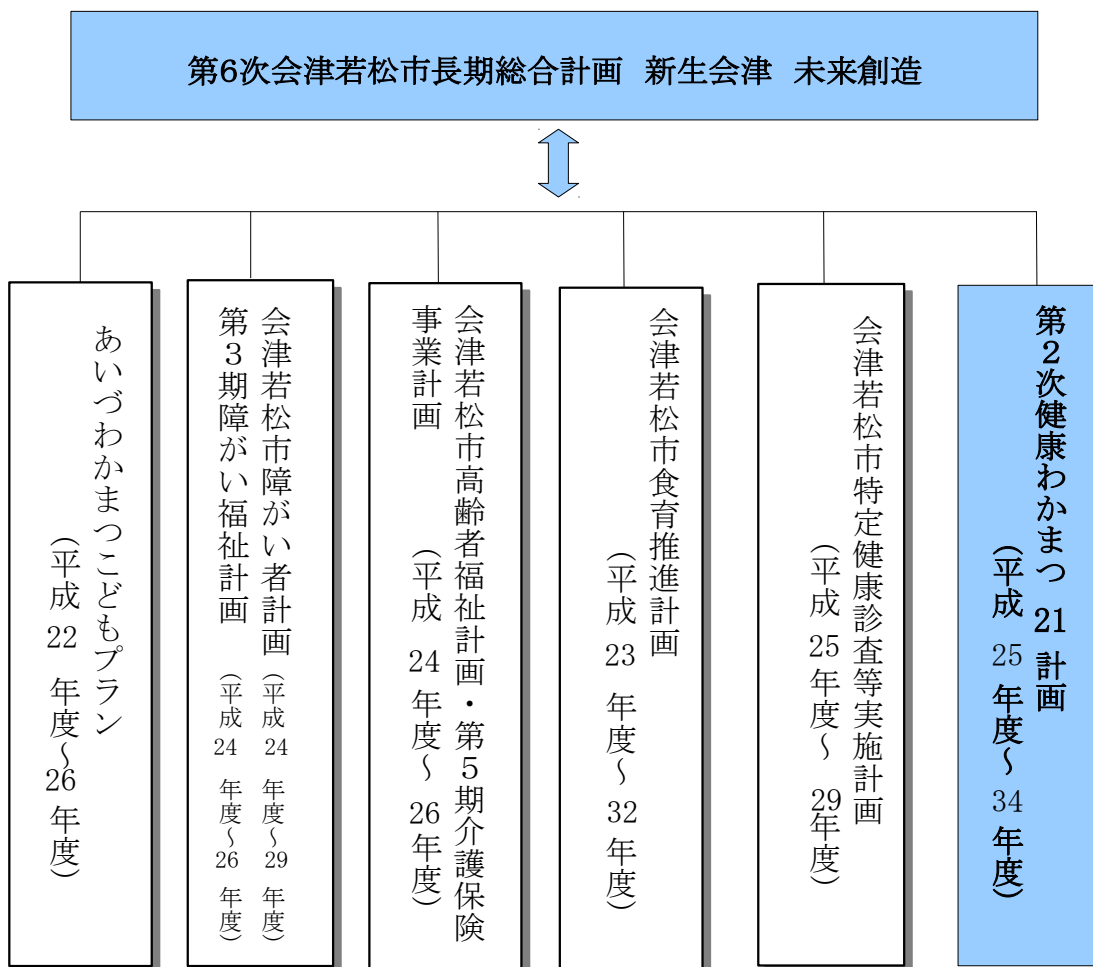 第6次会津若松市長期総合計画 新生会津 未来創造
あいづわかまつこどもプラン
(平成 22 年度~26 年度)
会津若松市障がい者計画 (平成 24 年度~29 年度)
第3期障がい福祉計画 (平成 24 年度~26 年度)
会津若松市高齢者福祉計画・第5期介護保険
事業計画 (平成 24 年度~ 26 年度)
会津若松市食育推進計画
(平成 23 年度~ 32 年度)
会津若松市特定健康診査等実施計画
(平成 25 年度~ 29 年度)
第2次健康わかまつ 21 計画
(平成 25 年度~ 34 年度)